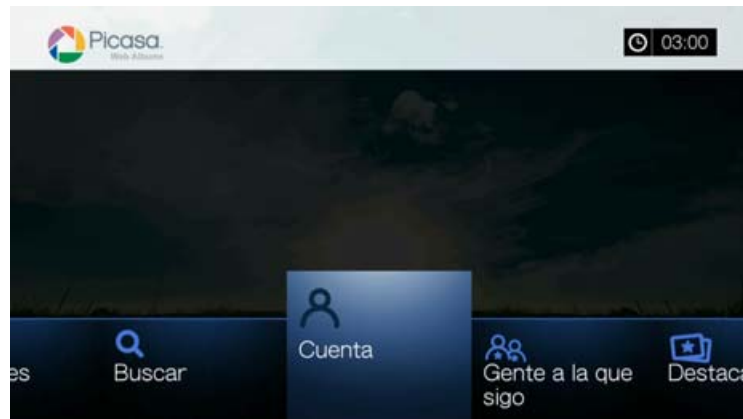 Picasa.
Web Albums
03:00
es
Buscar
Cuenta
Gente a la que
sigo
Destaca